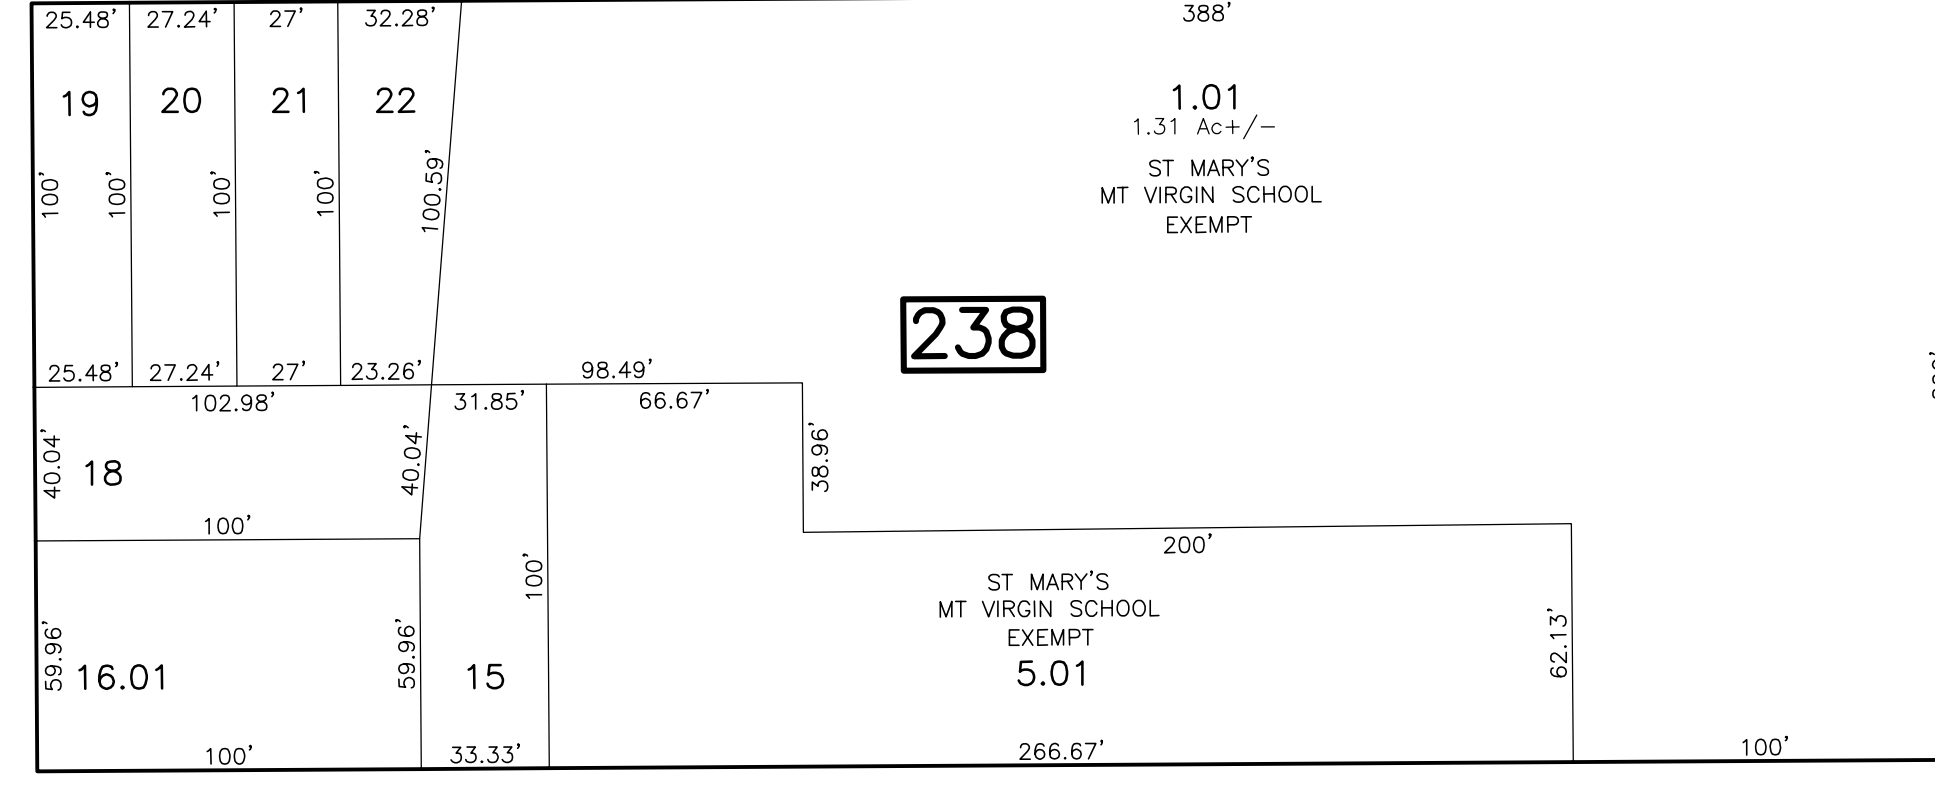 25.48' 27.24' 27' 32.28' 388'
19 20 21 22 1.01
1.31 Ac+/-
ST MARY'S
MT VIRGIN SCHOOL
EXEMPT
100' 100' 100' 100' 100.59'
238
25.48' 27.24' 27' 23.26' 98.49'
102.98' 31.85' 66.67'
40.04' 18 40.04' 38.96'
100' 200'
100'
ST MARY'S
MT VIRGIN SCHOOL
EXEMPT
59.96' 16.01 59.96' 15 5.01 62.13'
100' 33.33' 266.67' 100'